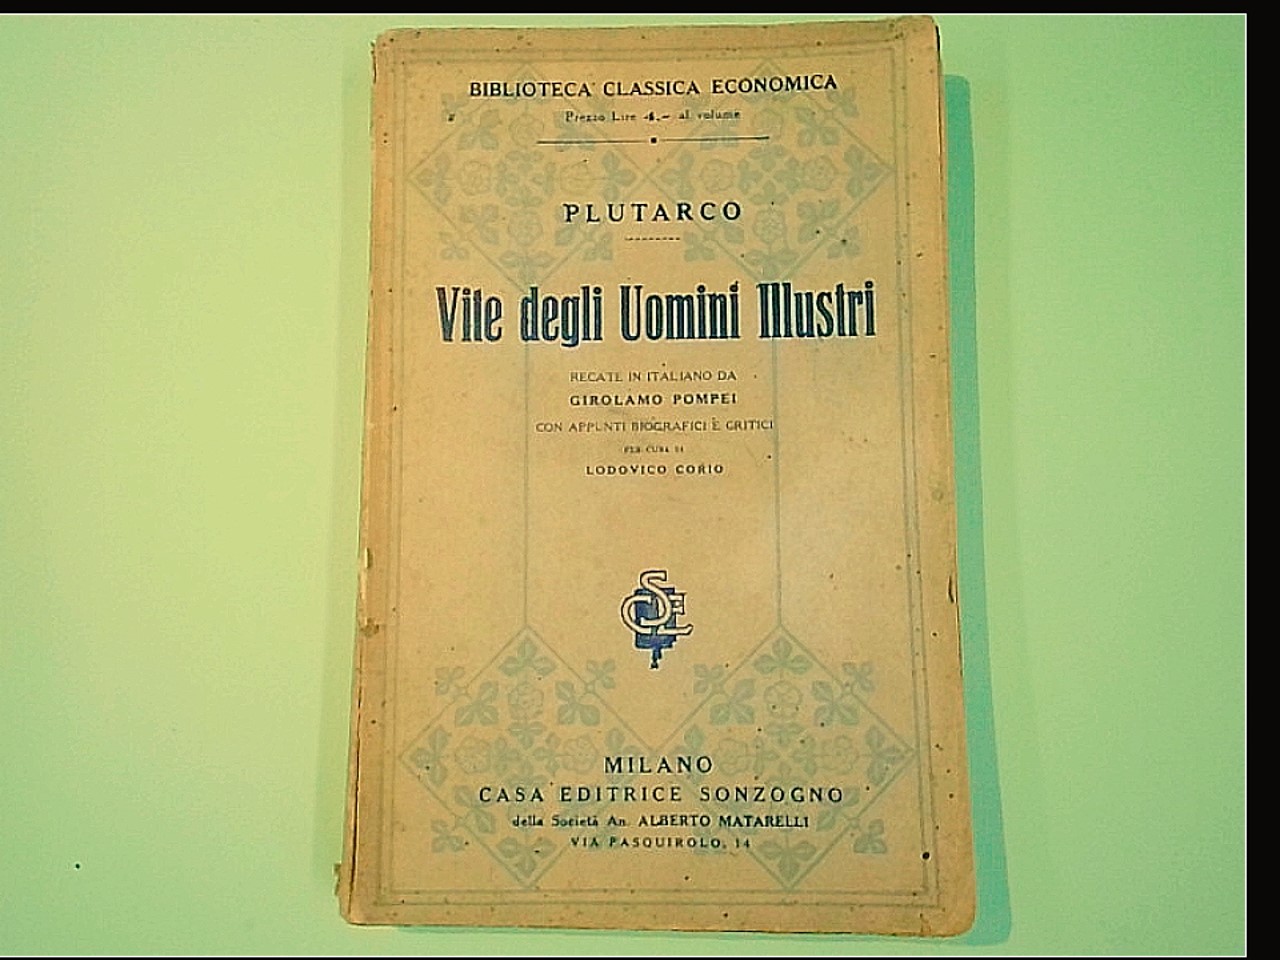 BIBLIOTECA CLASSICA ECONOMICA
Prezzo Lire 4.- al volume
PLUTARCO
Vite degli Uomini Illustri
RECATE IN ITALIANO DA
GIROLAMO POMPEI
CON APPUNTI BIOGRAFICI E CRITICI
PER CURA DI
LODOVICO CORIO
MILANO
CASA EDITRICE SONZOGNO
della Società An. ALBERTO MATARELLI
VIA PASQUIROLO, 14